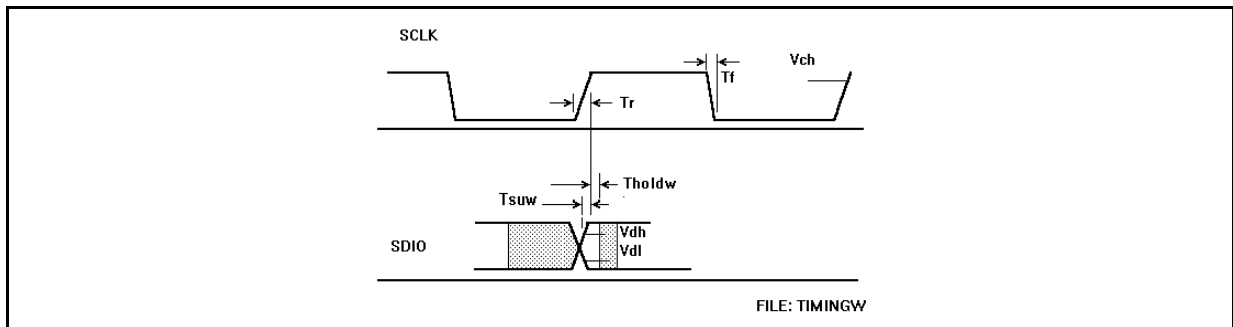 SCLK
Vch
Tf
Tr
Tholdw
Tsuw
Vdh
Vdl
SDIO
FILE: TIMINGW